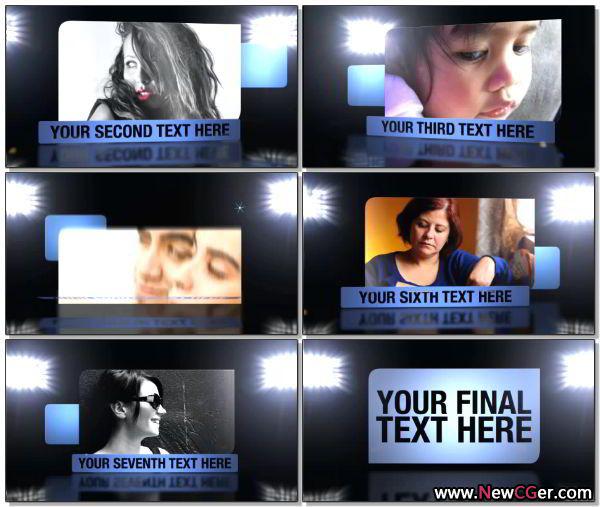 YOUR SECOND TEXT HERE
YOUR THIRD TEXT HERE
YOUR SIXTH TEXT HERE
YOUR SEVENTH TEXT HERE
YOUR FINAL
TEXT HERE
www.NewCGer.com